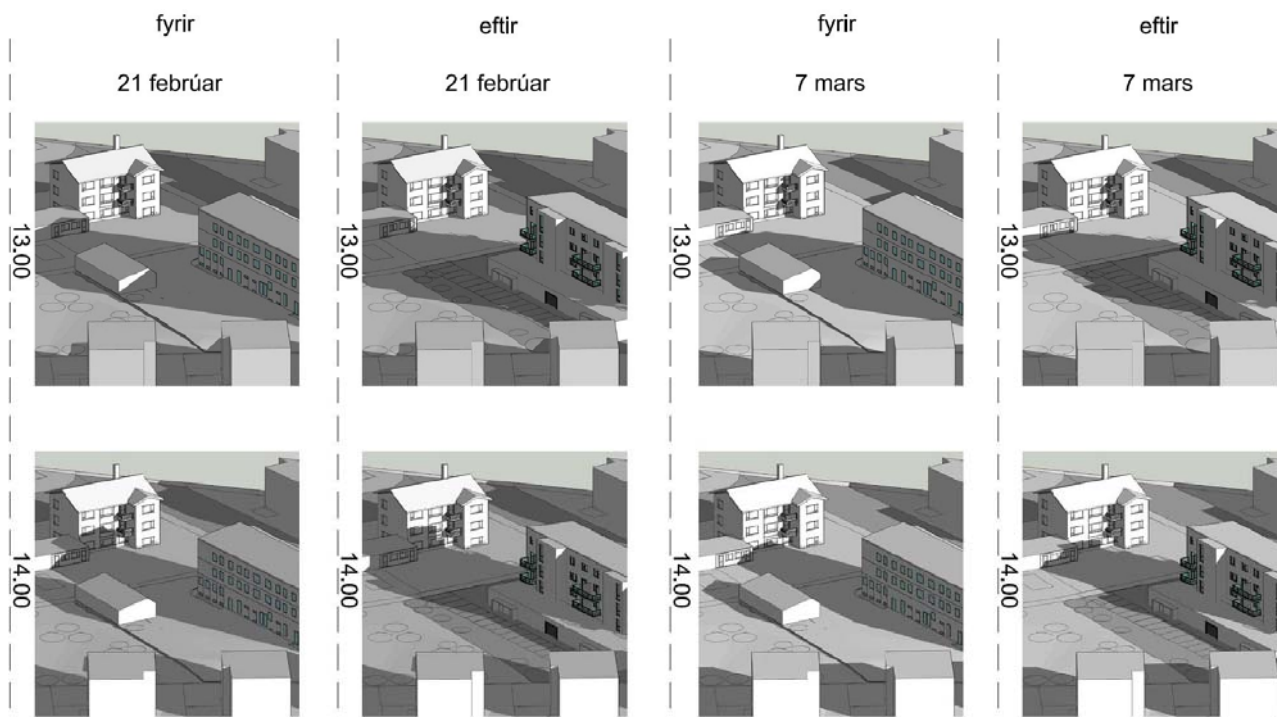 fyrir eftir fyrir eftir
21 febrúar 21 febrúar 7 mars 7 mars
13.00 13.00 13.00 13.00
14.00 14.00 14.00 14.00